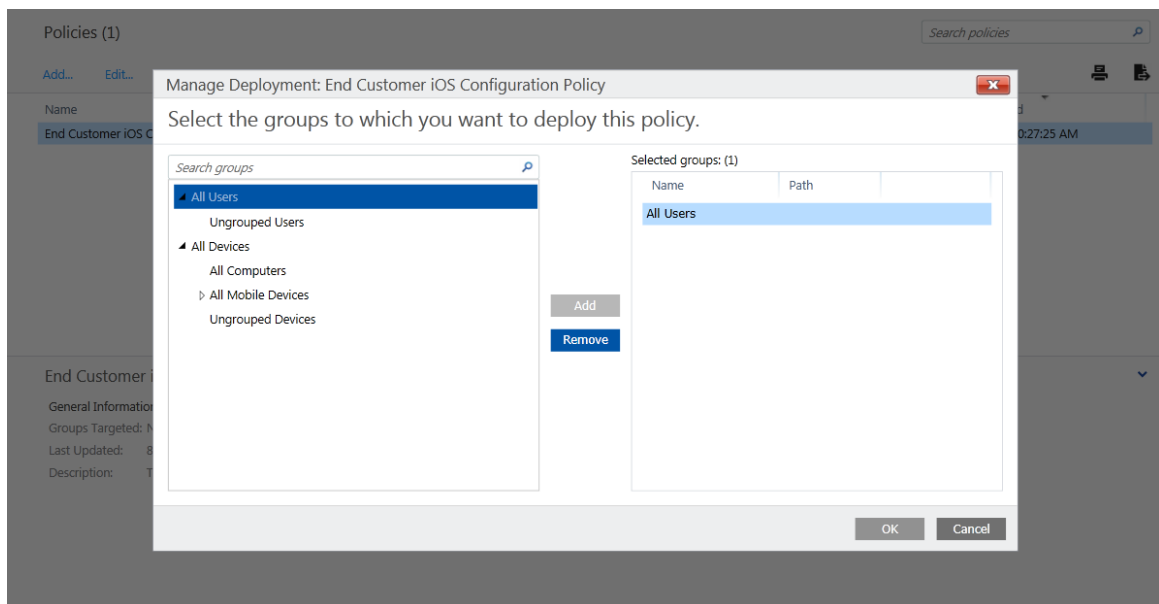 Policies (1)
Search policies
Add... Edit...
Manage Deployment: End Customer iOS Configuration Policy
Name
Select the groups to which you want to deploy this policy.
End Customer iOS C
0:27:25 AM
Search groups
Selected groups: (1)
Name Path
All Users
All Users
Ungrouped Users
All Devices
All Computers
All Mobile Devices
Ungrouped Devices
Add
Remove
End Customer i
General Information
Groups Targeted: N
Last Updated: 8
Description: T
OK Cancel